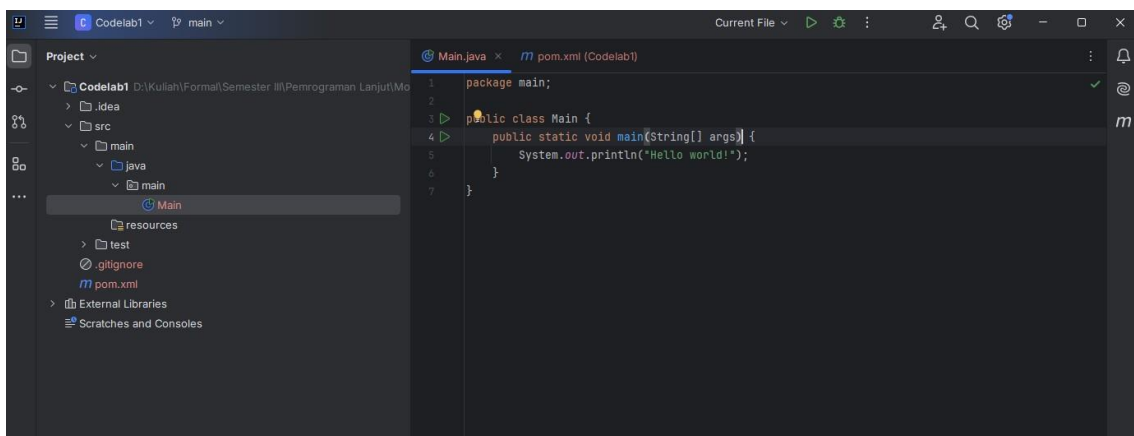 IJ C Codelab1 main Current File
Project
Main.java × m pom.xml (Codelab1)
Codelab1 D:\Kuliah\Formal\Semester III\Pemrograman Lanjut\Mo
.idea
src
main
java
main
Main
resources
test
.gitignore
m pom.xml
External Libraries
Scratches and Consoles
1 package main;
2
3 public class Main {
4 public static void main(String[] args) {
5 System.out.println("Hello world!");
6 }
7 }
m